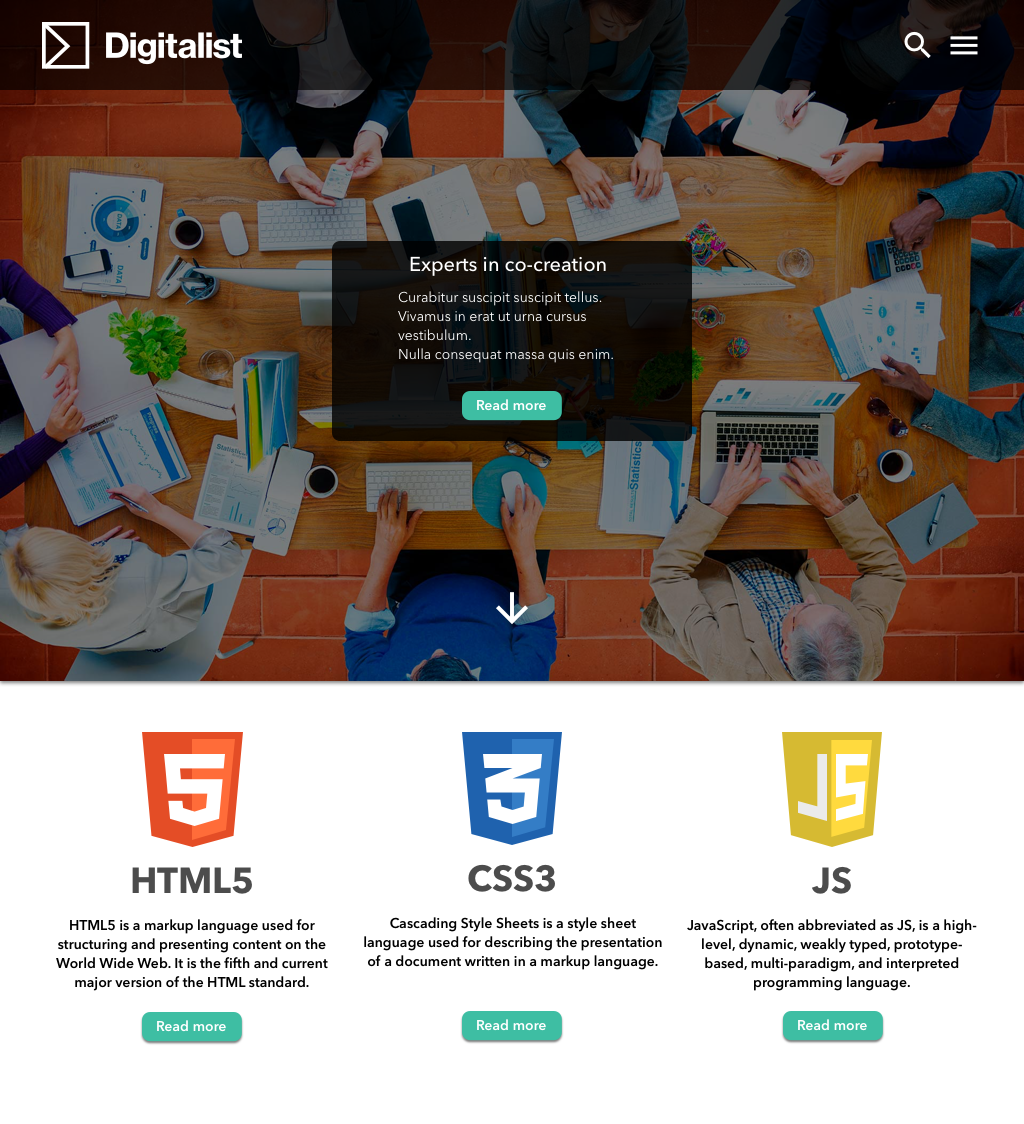 Digitalist
DATA
DATA
Experts in co-creation
Curabitur suscipit suscipit tellus.
Vivamus in erat ut urna cursus
vestibulum.
Nulla consequat massa quis enim.
Read more
Statistics
Statistics
HTML5
HTML5 is a markup language used for
structuring and presenting content on the
World Wide Web. It is the fifth and current
major version of the HTML standard.
Read more
CSS3
Cascading Style Sheets is a style sheet
language used for describing the presentation
of a document written in a markup language.
Read more
JS
JS
JavaScript, often abbreviated as JS, is a high-
level, dynamic, weakly typed, prototype-
based, multi-paradigm, and interpreted
programming language.
Read more